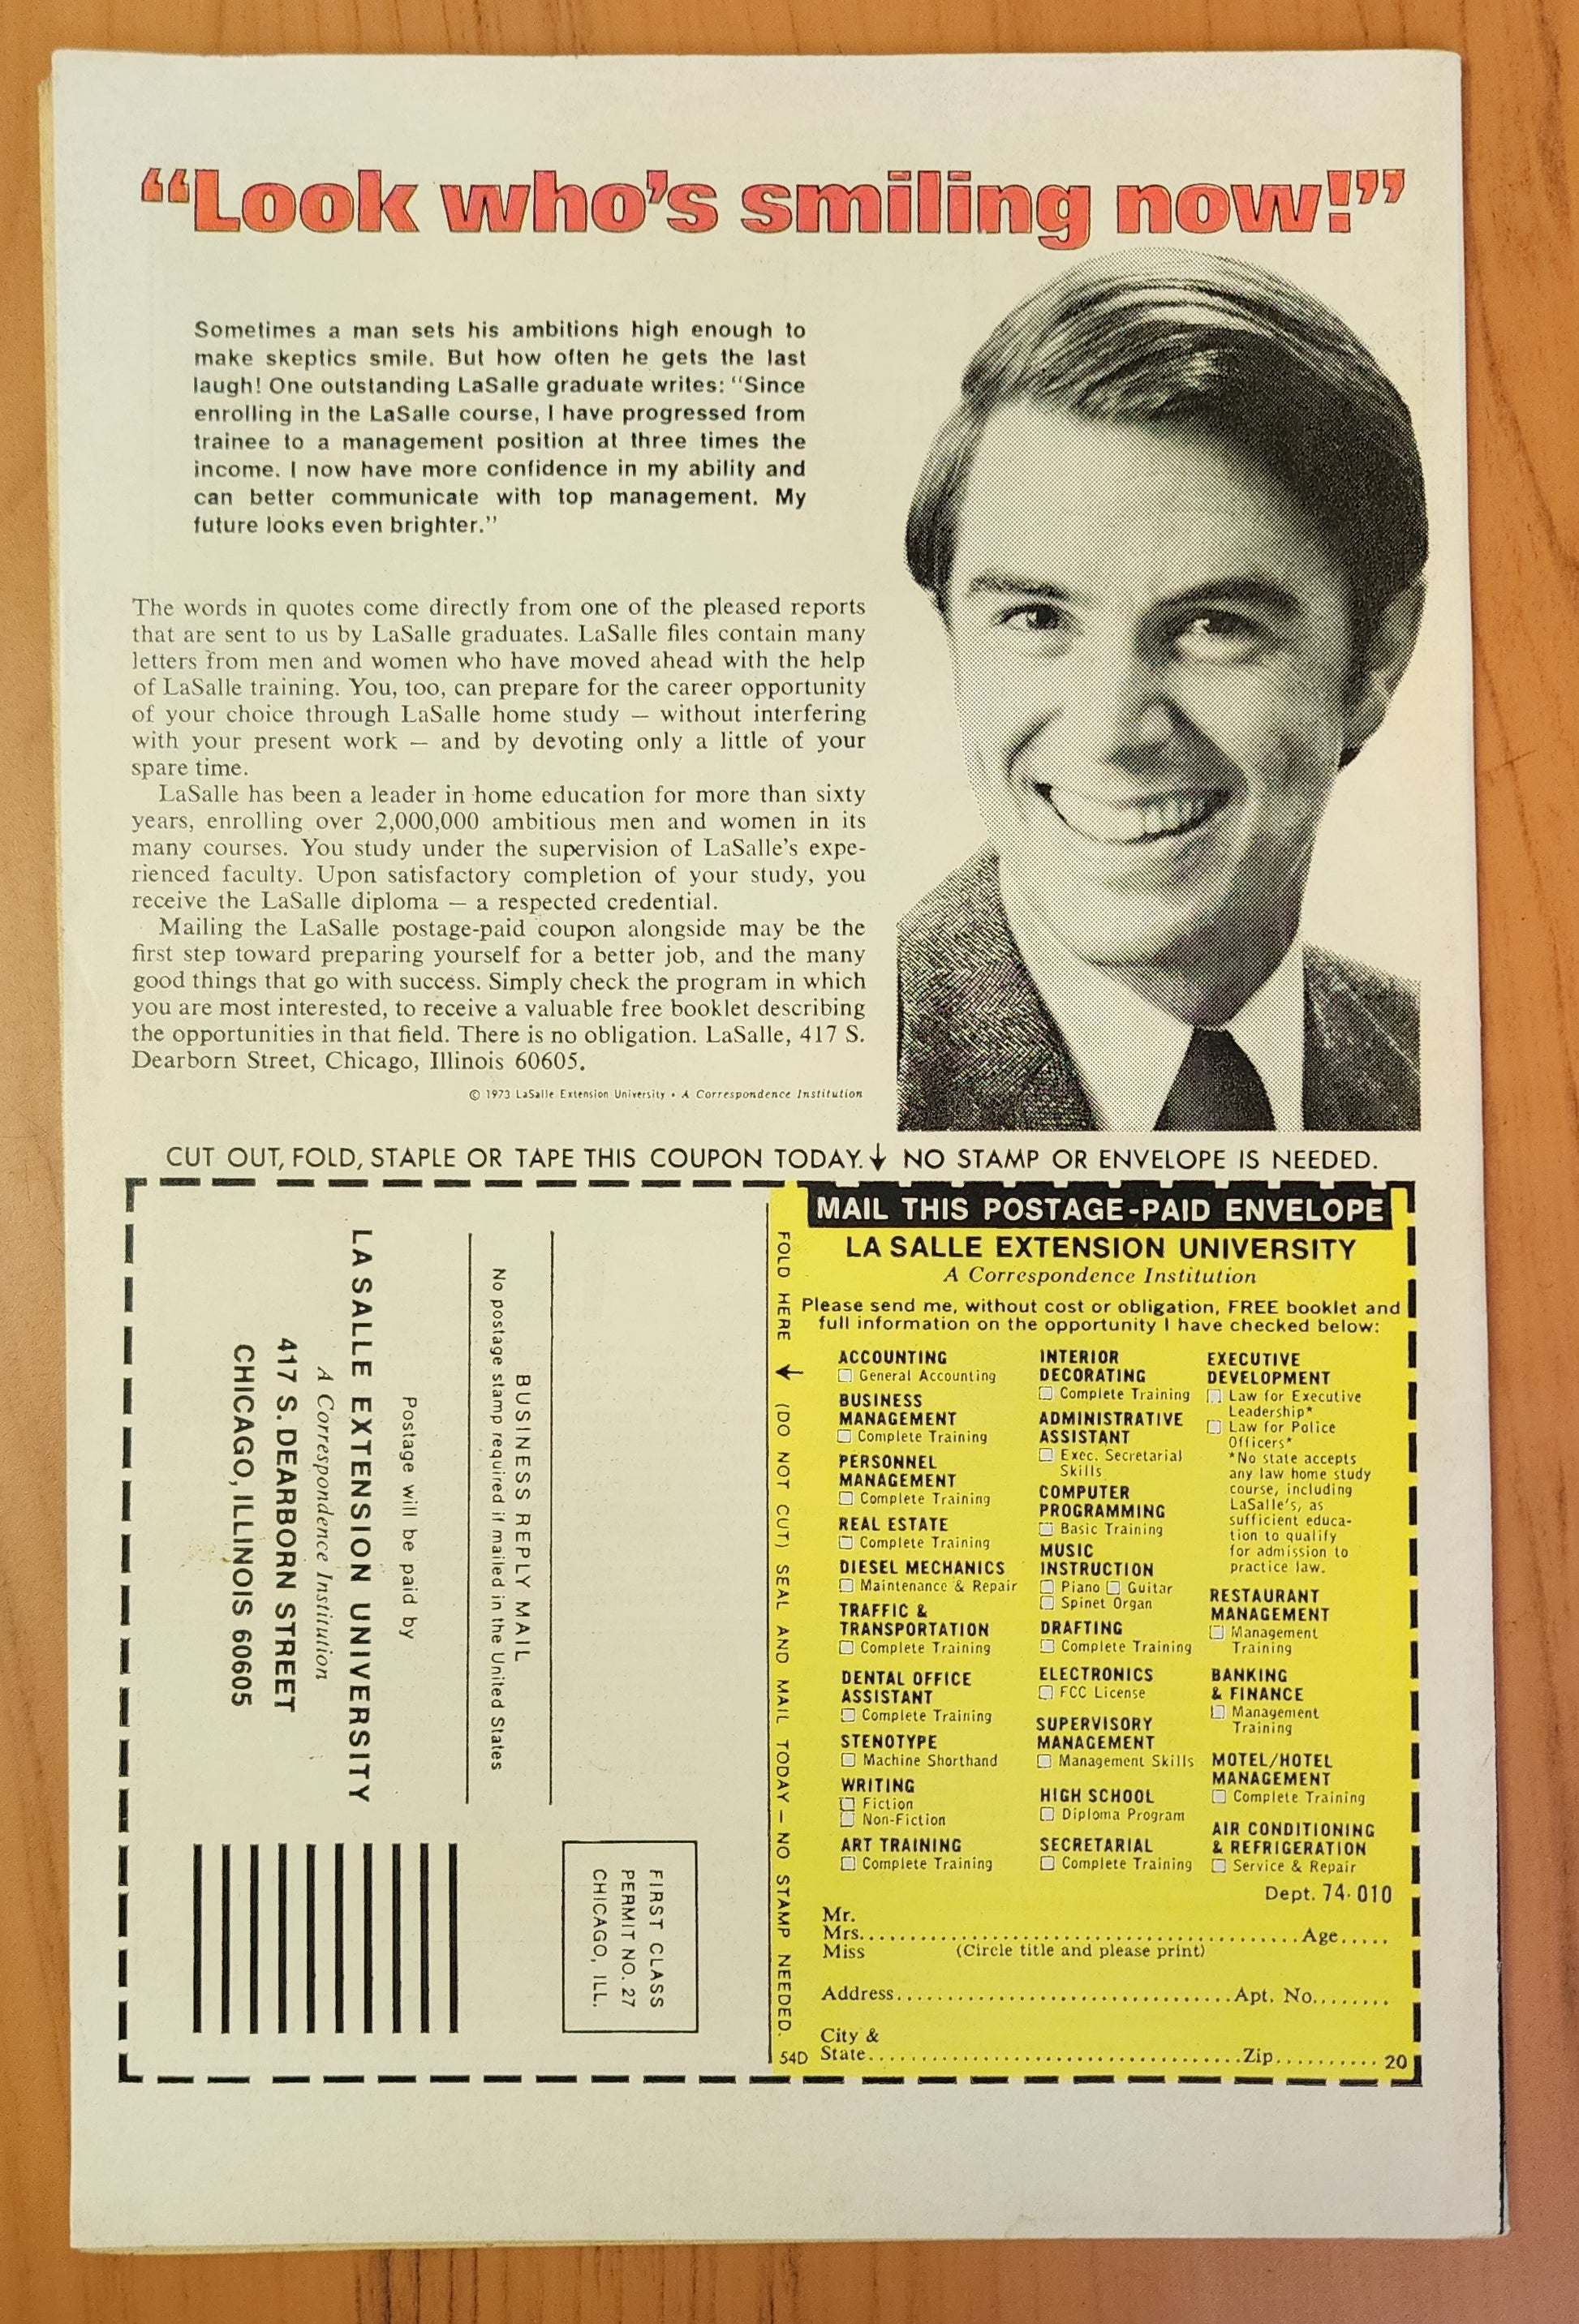 “Look who’s smiling now!”
Sometimes a man sets his ambitions high enough to
make skeptics smile. But how often he gets the last
laugh! One outstanding LaSalle graduate writes: “Since
enrolling in the LaSalle course, I have progressed from
trainee to a management position at three times the
income. I now have more confidence in my ability and
can better communicate with top management. My
future looks even brighter.”
The words in quotes come directly from one of the pleased reports
that are sent to us by LaSalle graduates. LaSalle files contain many
letters from men and women who have moved ahead with the help
of LaSalle training. You, too, can prepare for the career opportunity
of your choice through LaSalle home study — without interfering
with your present work — and by devoting only a little of your
spare time.
LaSalle has been a leader in home education for more than sixty
years, enrolling over 2,000,000 ambitious men and women in its
many courses. You study under the supervision of LaSalle’s expe-
rienced faculty. Upon satisfactory completion of your study, you
receive the LaSalle diploma — a respected credential.
Mailing the LaSalle postage-paid coupon alongside may be the
first step toward preparing yourself for a better job, and the many
good things that go with success. Simply check the program in which
you are most interested, to receive a valuable free booklet describing
the opportunities in that field. There is no obligation. LaSalle, 417 S.
Dearborn Street, Chicago, Illinois 60605.
© 1973 LaSalle Extension University • A Correspondence Institution
CUT OUT, FOLD, STAPLE OR TAPE THIS COUPON TODAY.↓ NO STAMP OR ENVELOPE IS NEEDED.
FIRST CLASS
PERMIT NO. 27
CHICAGO, ILL.
BUSINESS REPLY MAIL
No postage stamp required if mailed in the United States
Postage will be paid by
LA SALLE EXTENSION UNIVERSITY
A Correspondence Institution
417 S. DEARBORN STREET
CHICAGO, ILLINOIS 60605
FOLD HERE ← (DO NOT CUT) SEAL AND MAIL TODAY — NO STAMP NEEDED.
54D
MAIL THIS POSTAGE-PAID ENVELOPE
LA SALLE EXTENSION UNIVERSITY
A Correspondence Institution
Please send me, without cost or obligation, FREE booklet and
full information on the opportunity I have checked below:
ACCOUNTING
☐ General Accounting
BUSINESS
MANAGEMENT
☐ Complete Training
PERSONNEL
MANAGEMENT
☐ Complete Training
REAL ESTATE
☐ Complete Training
DIESEL MECHANICS
☐ Maintenance & Repair
TRAFFIC &
TRANSPORTATION
☐ Complete Training
DENTAL OFFICE
ASSISTANT
☐ Complete Training
STENOTYPE
☐ Machine Shorthand
WRITING
☐ Fiction
☐ Non-Fiction
ART TRAINING
☐ Complete Training
INTERIOR
DECORATING
☐ Complete Training
ADMINISTRATIVE
ASSISTANT
☐ Exec. Secretarial
Skills
COMPUTER
PROGRAMMING
☐ Basic Training
MUSIC
INSTRUCTION
☐ Piano ☐ Guitar
☐ Spinet Organ
DRAFTING
☐ Complete Training
ELECTRONICS
☐ FCC License
SUPERVISORY
MANAGEMENT
☐ Management Skills
HIGH SCHOOL
☐ Diploma Program
SECRETARIAL
☐ Complete Training
EXECUTIVE
DEVELOPMENT
☐ Law for Executive
Leadership*
☐ Law for Police
Officers*
*No state accepts
any law home study
course, including
LaSalle’s, as
sufficient educa-
tion to qualify
for admission to
practice law.
RESTAURANT
MANAGEMENT
☐ Management
Training
BANKING
& FINANCE
☐ Management
Training
MOTEL/HOTEL
MANAGEMENT
☐ Complete Training
AIR CONDITIONING
& REFRIGERATION
☐ Service & Repair
Dept. 74-010
Mr.
Mrs..........................................Age.....
Miss (Circle title and please print)
Address................................Apt. No........
City &
State...................................Zip.......... 20